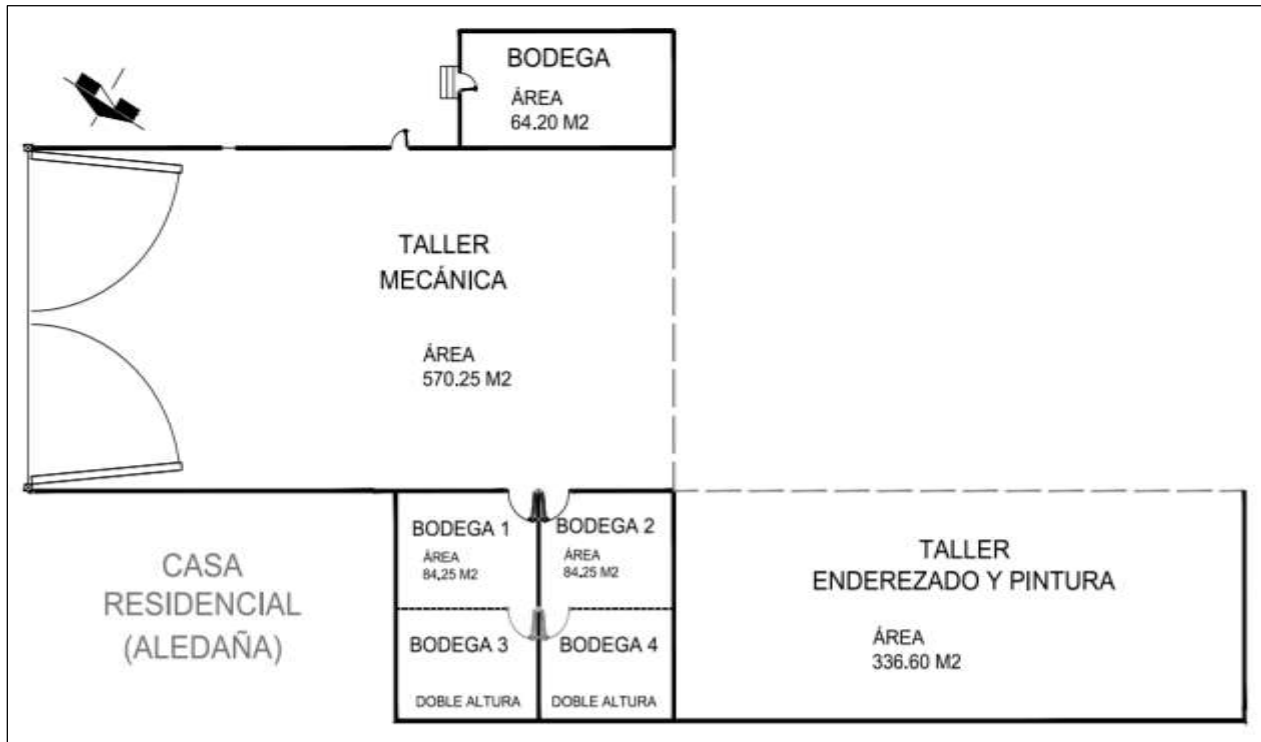 BODEGA
ÁREA
64.20 M2
TALLER
MECÁNICA
ÁREA
570.25 M2
BODEGA 1
ÁREA
84.25 M2
BODEGA 2
ÁREA
84.25 M2
CASA
RESIDENCIAL
(ALEDAÑA)
BODEGA 3
DOBLE ALTURA
BODEGA 4
DOBLE ALTURA
TALLER
ENDEREZADO Y PINTURA
ÁREA
336.60 M2